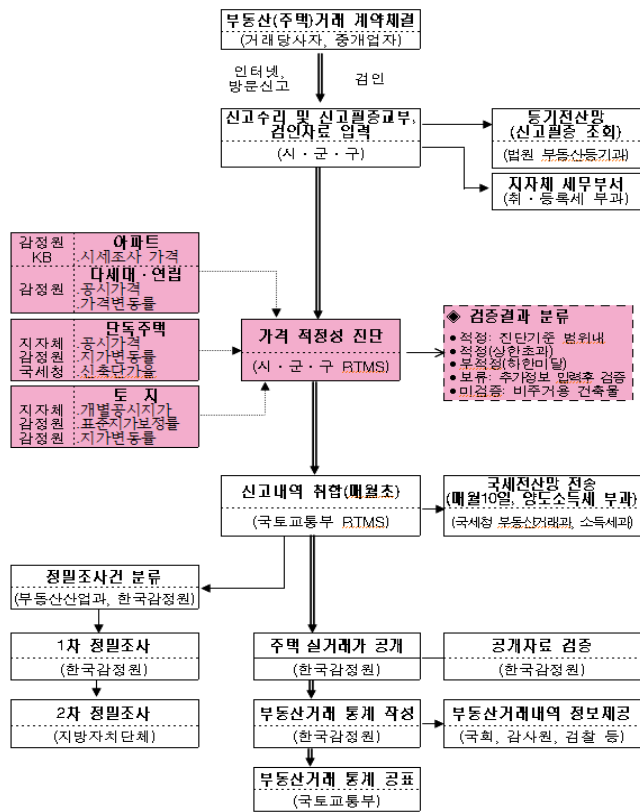 부동산(주택)거래 계약체결
(거래당사자, 중개업자)
인터넷,
방문신고
검인
신고수리 및 신고필증교부,
검인자료 입력
(시 · 군 · 구)
등기전산망
(신고필증 조회)
(법원 부동산등기과)
지자체 세무부서
(취 · 등록세 부과)
감정원 아파트
KB .시세조사 가격
다세대 · 연립
감정원 .공시가격
.가격변동률
단독주택
지자체 .공시가격
감정원 .지가변동률
국세청 .신축단가율
토 지
지자체 .개별공시지가
감정원 .표준지가보정률
감정원 .지가변동률
가격 적정성 진단
(시 · 군 · 구 RTMS)
◈ 검증결과 분류
● 적정: 진단기준 범위내
● 적정(상한초과)
● 부적정(하한미달)
● 보류: 추가정보 입력후 검증
● 미검증: 비주거용 건축물
신고내역 취합(매월초)
(국토교통부 RTMS)
국세전산망 전송
(매월10일, 양도소득세 부과)
(국세청 부동산거래과, 소득세과)
정밀조사건 분류
(부동산산업과, 한국감정원)
1차 정밀조사
(한국감정원)
주택 실거래가 공개
(한국감정원)
공개자료 검증
(한국감정원)
2차 정밀조사
(지방자치단체)
부동산거래 통계 작성
(한국감정원)
부동산거래내역 정보제공
(국회, 감사원, 검찰 등)
부동산거래 통계 공표
(국토교통부)